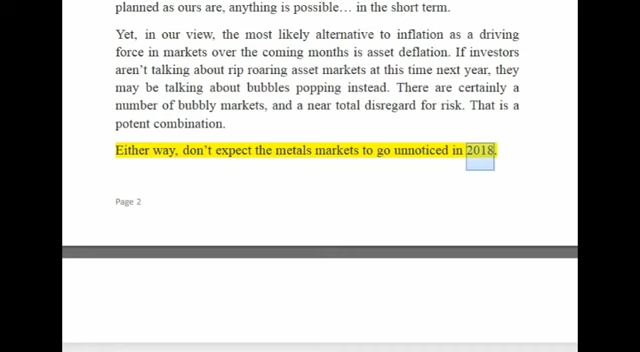 planned as ours are, anything is possible… in the short term.
Yet, in our view, the most likely alternative to inflation as a driving
force in markets over the coming months is asset deflation. If investors
aren’t talking about rip roaring asset markets at this time next year, they
may be talking about bubbles popping instead. There are certainly a
number of bubbly markets, and a near total disregard for risk. That is a
potent combination.
Either way, don’t expect the metals markets to go unnoticed in 2018.
Page 2